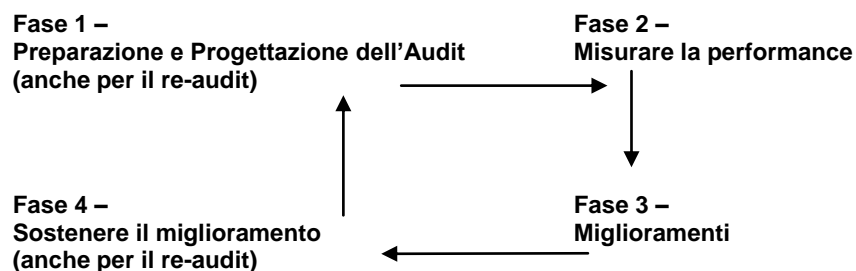 Fase 1 –
Preparazione e Progettazione dell’Audit
(anche per il re-audit)
Fase 2 –
Misurare la performance
Fase 4 –
Sostenere il miglioramento
(anche per il re-audit)
Fase 3 –
Miglioramenti